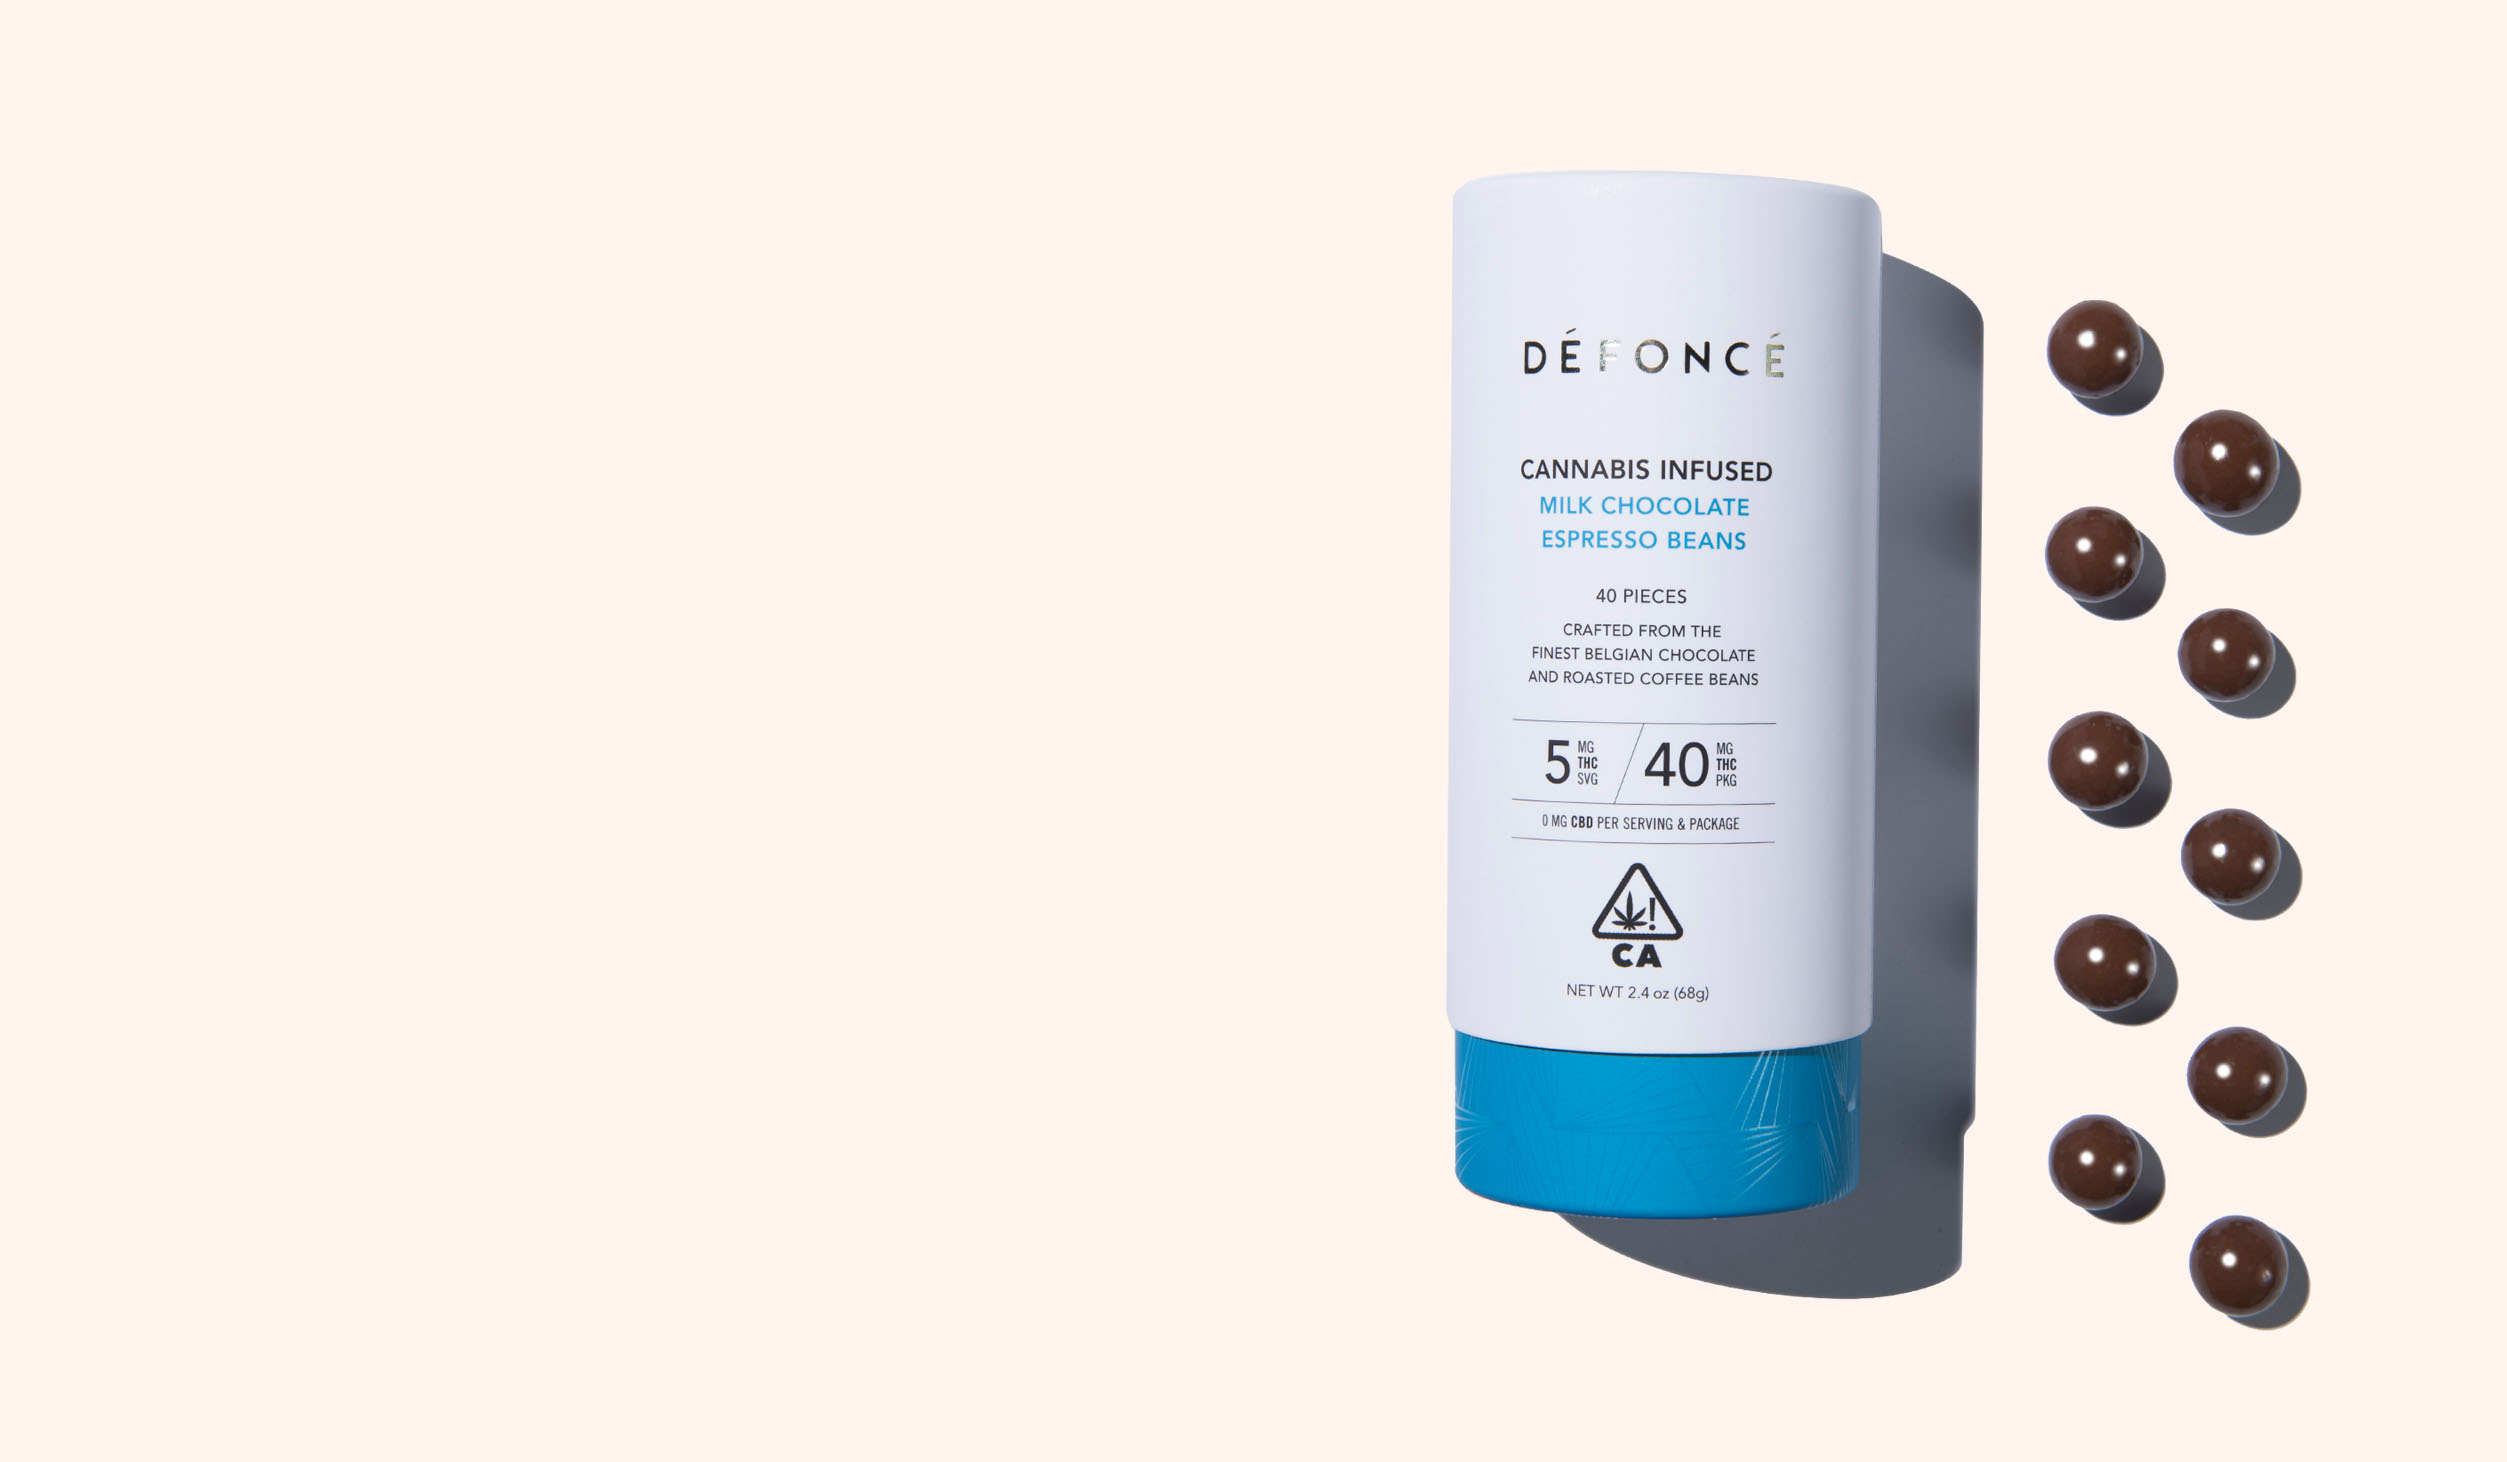 DÉFONCÉ
CANNABIS INFUSED
MILK CHOCOLATE
ESPRESSO BEANS
40 PIECES
CRAFTED FROM THE
FINEST BELGIAN CHOCOLATE
AND ROASTED COFFEE BEANS
5 MG THC SVG / 40 MG THC PKG
0 MG CBD PER SERVING & PACKAGE
!
CA
NET WT 2.4 oz (68g)